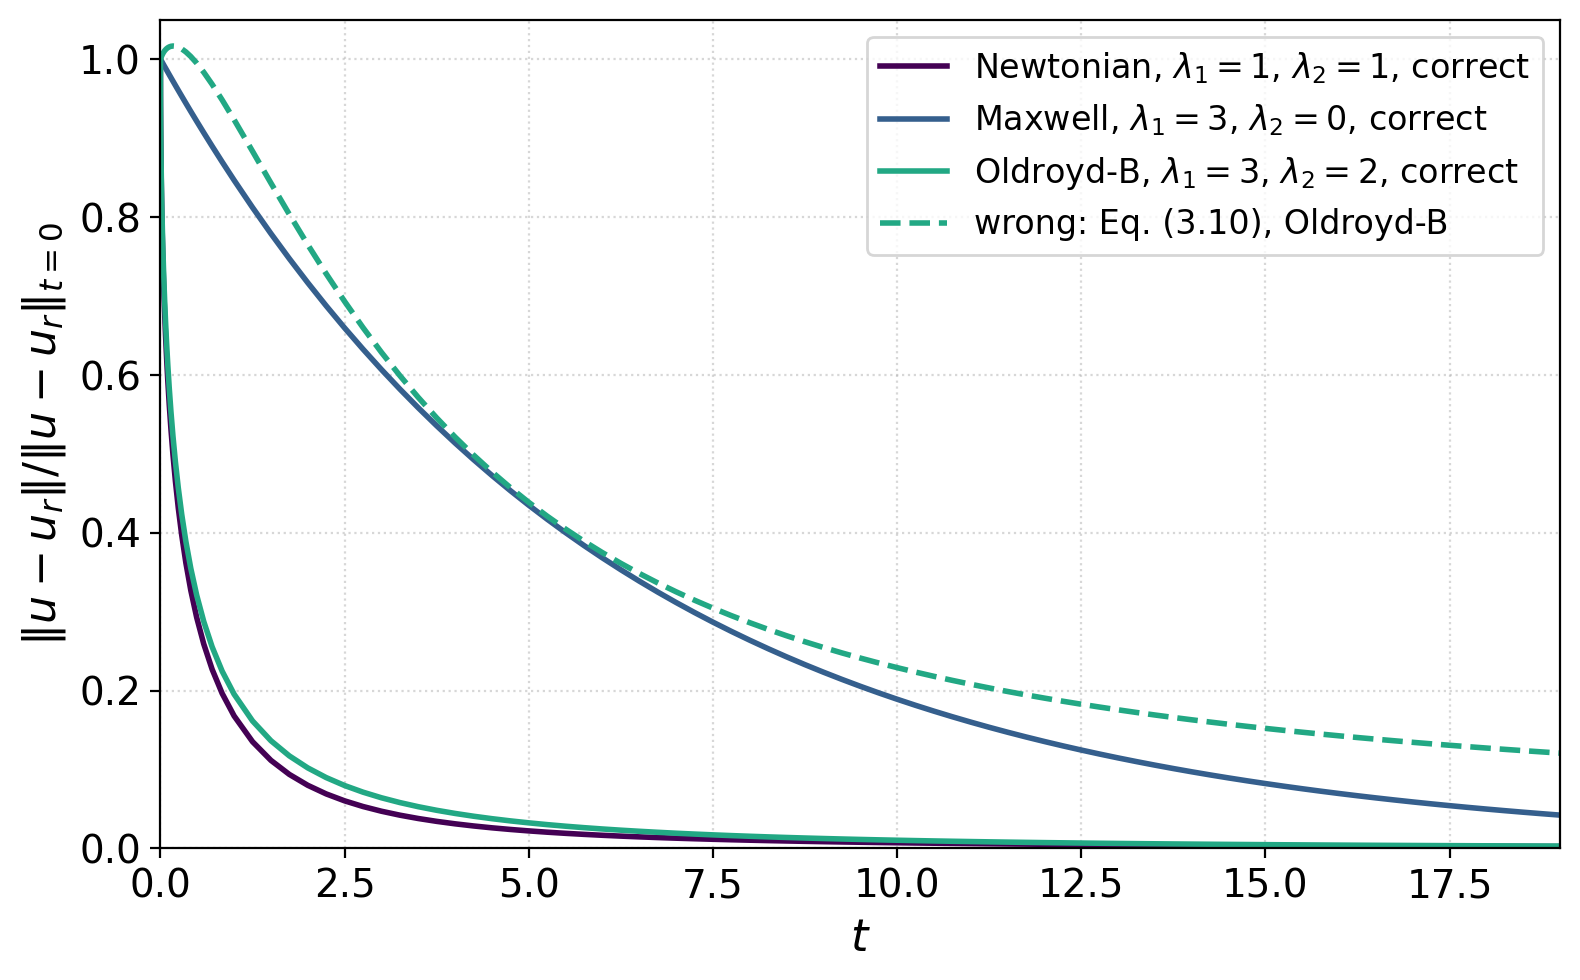 ‖u − u_r‖/‖u − u_r‖_{t=0}
1.0
0.8
0.6
0.4
0.2
0.0
0.0 2.5 5.0 7.5 10.0 12.5 15.0 17.5
t
Newtonian, λ₁ = 1, λ₂ = 1, correct
Maxwell, λ₁ = 3, λ₂ = 0, correct
Oldroyd-B, λ₁ = 3, λ₂ = 2, correct
wrong: Eq. (3.10), Oldroyd-B